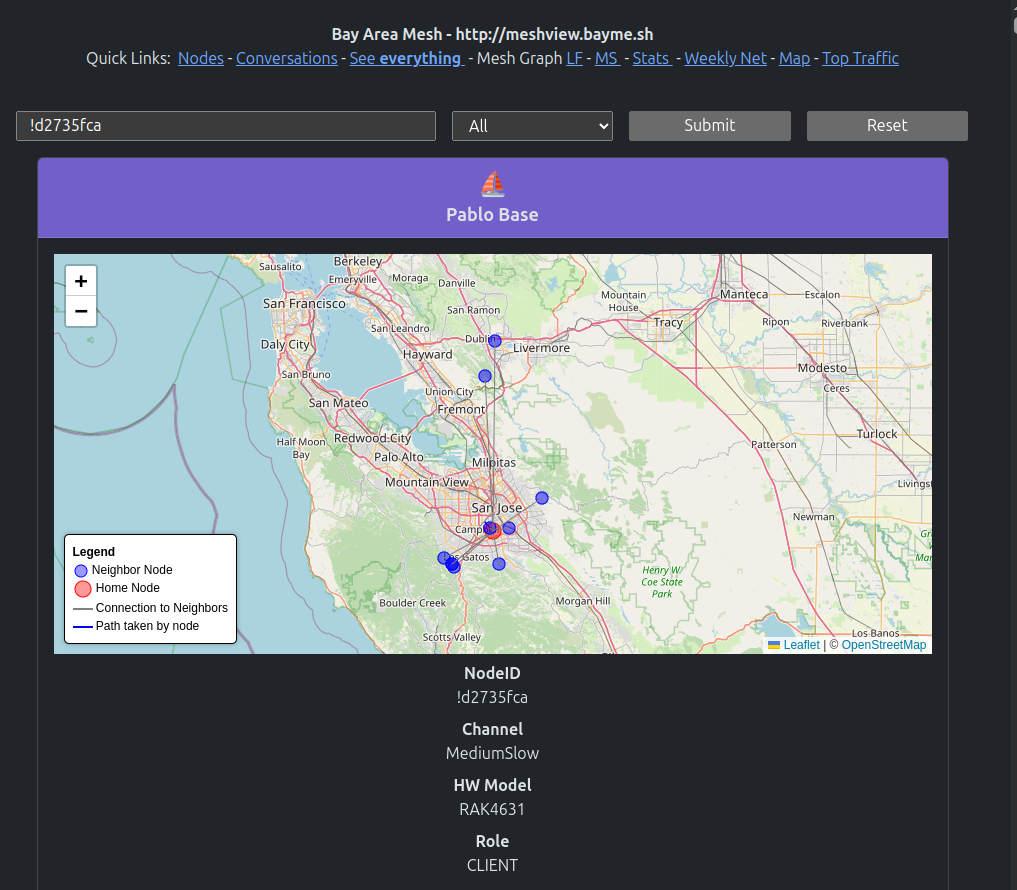 Bay Area Mesh - http://meshview.bayme.sh
Quick Links: Nodes - Conversations - See everything - Mesh Graph LF - MS - Stats - Weekly Net - Map - Top Traffic
!d2735fca
All
Submit
Reset
Pablo Base
+
−
Sausalito
Berkeley
Emeryville
Moraga
Danville
San Francisco
San Ramon
Mountain
House
Manteca
Escalon
San Leandro
Tracy
Ripon
Riverbank
Daly City
Dublin
Hayward
Livermore
San Bruno
Modesto
Union City
Ceres
San Mateo
Fremont
Half Moon
Bay
Redwood City
Turlock
Palo Alto
Milpitas
Patterson
Mountain View
Livingst
San Jose
Newman
Campb
Los Gatos
Gr
Mar
Henry W.
Coe State
Park
Boulder Creek
Morgan Hill
Scotts Valley
Los Banos
Legend
Neighbor Node
Home Node
Connection to Neighbors
Path taken by node
Leaflet | © OpenStreetMap
NodeID
!d2735fca
Channel
MediumSlow
HW Model
RAK4631
Role
CLIENT